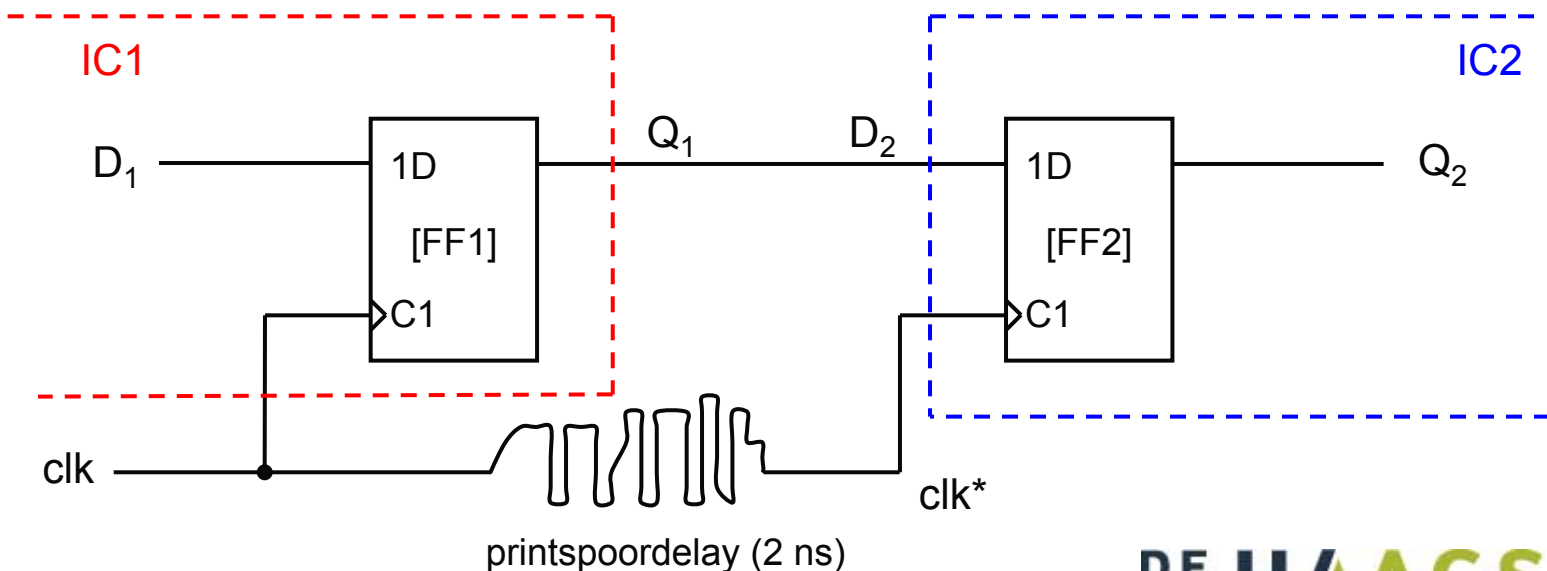 IC1
IC2
D₁
1D
[FF1]
C1
Q₁
D₂
1D
[FF2]
C1
Q₂
clk
clk*
printspoordelay (2 ns)